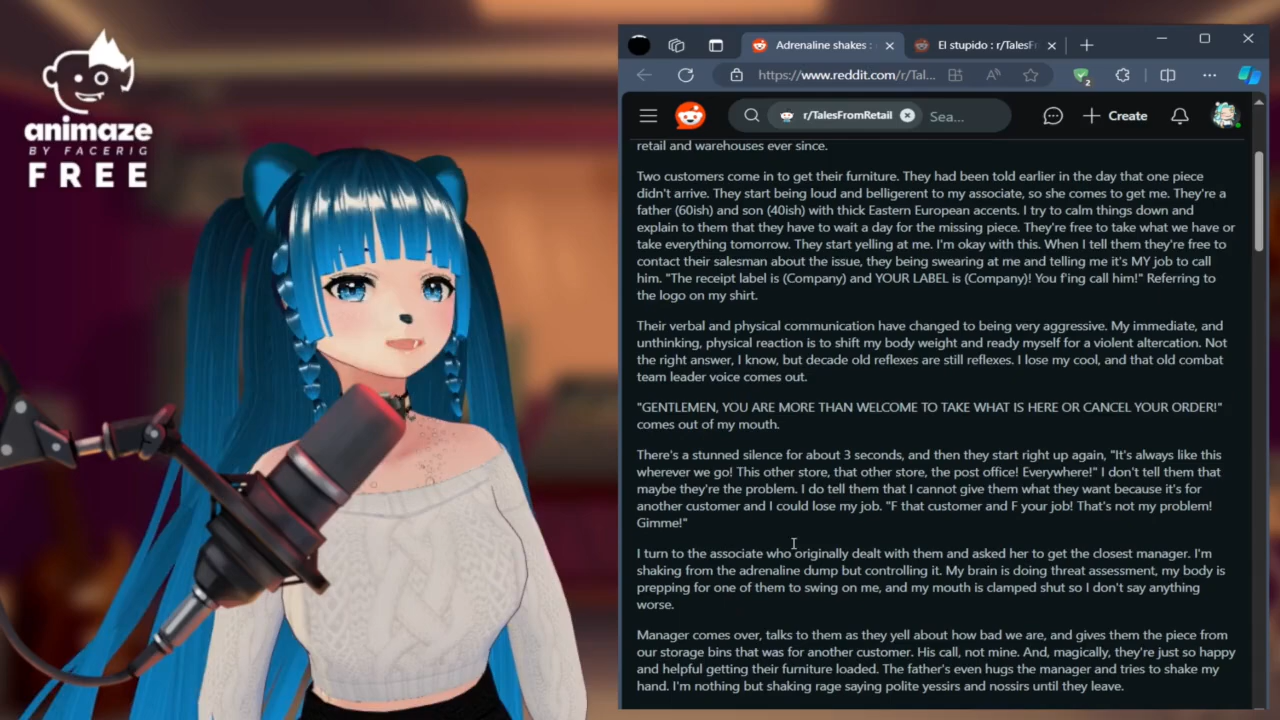 animaze
BY FACERIG
FREE
Adrenaline shakes :
El stupido : r/TalesFr
https://www.reddit.com/r/Tal...
2
r/TalesFromRetail
Sea...
Create
retail and warehouses ever since.
Two customers come in to get their furniture. They had been told earlier in the day that one piece
didn't arrive. They start being loud and belligerent to my associate, so she comes to get me. They're a
father (60ish) and son (40ish) with thick Eastern European accents. I try to calm things down and
explain to them that they have to wait a day for the missing piece. They're free to take what we have or
take everything tomorrow. They start yelling at me. I'm okay with this. When I tell them they're free to
contact their salesman about the issue, they being swearing at me and telling me it's MY job to call
him. "The receipt label is (Company) and YOUR LABEL is (Company)! You f'ing call him!" Referring to
the logo on my shirt.
Their verbal and physical communication have changed to being very aggressive. My immediate, and
unthinking, physical reaction is to shift my body weight and ready myself for a violent altercation. Not
the right answer, I know, but decade old reflexes are still reflexes. I lose my cool, and that old combat
team leader voice comes out.
"GENTLEMEN, YOU ARE MORE THAN WELCOME TO TAKE WHAT IS HERE OR CANCEL YOUR ORDER!"
comes out of my mouth.
There's a stunned silence for about 3 seconds, and then they start right up again, "It's always like this
wherever we go! This other store, that other store, the post office! Everywhere!" I don't tell them that
maybe they're the problem. I do tell them that I cannot give them what they want because it's for
another customer and I could lose my job. "F that customer and F your job! That's not my problem!
Gimme!"
I turn to the associate who originally dealt with them and asked her to get the closest manager. I'm
shaking from the adrenaline dump but controlling it. My brain is doing threat assessment, my body is
prepping for one of them to swing on me, and my mouth is clamped shut so I don't say anything
worse.
Manager comes over, talks to them as they yell about how bad we are, and gives them the piece from
our storage bins that was for another customer. His call, not mine. And, magically, they're just so happy
and helpful getting their furniture loaded. The father's even hugs the manager and tries to shake my
hand. I'm nothing but shaking rage saying polite yessirs and nossirs until they leave.